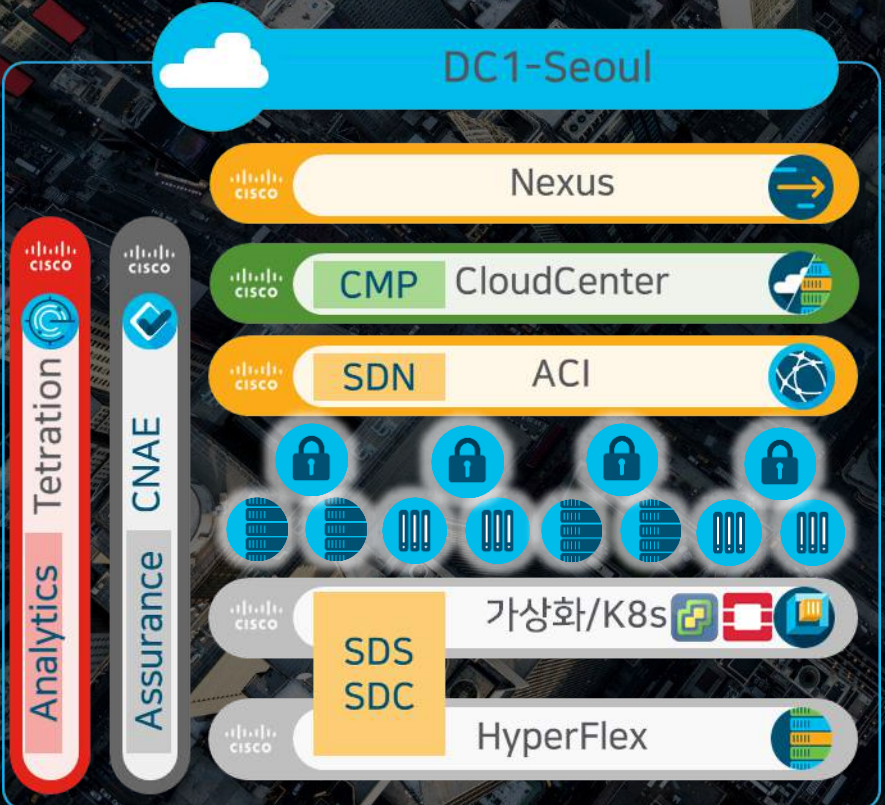 DC1-Seoul
CISCO
Nexus
CISCO
CMP CloudCenter
CISCO
SDN ACI
CISCO
Analytics Tetration
CISCO
Assurance CNAE
CISCO
가상화/K8s
SDS
SDC
CISCO
HyperFlex